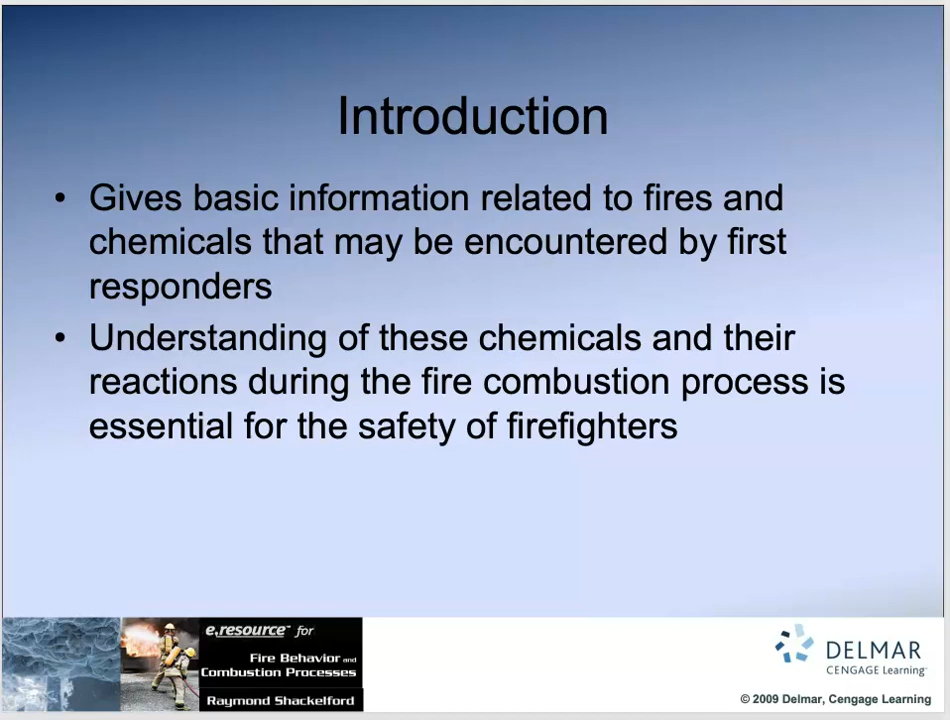 Introduction
• Gives basic information related to fires and
chemicals that may be encountered by first
responders
• Understanding of these chemicals and their
reactions during the fire combustion process is
essential for the safety of firefighters
e.resource™ for
Fire Behavior and
Combustion Processes
Raymond Shackelford
DELMAR
CENGAGE Learning™
© 2009 Delmar, Cengage Learning